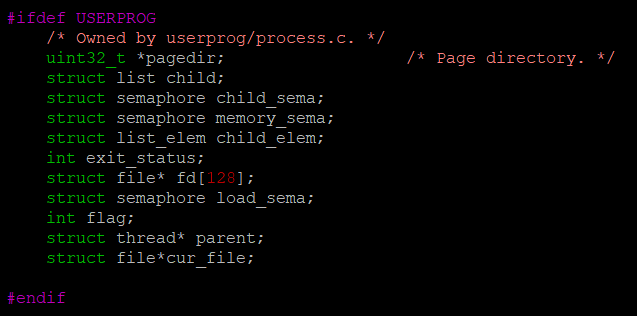 #ifdef USERPROG
/* Owned by userprog/process.c. */
uint32_t *pagedir; /* Page directory. */
struct list child;
struct semaphore child_sema;
struct semaphore memory_sema;
struct list_elem child_elem;
int exit_status;
struct file* fd[128];
struct semaphore load_sema;
int flag;
struct thread* parent;
struct file*cur_file;
#endif